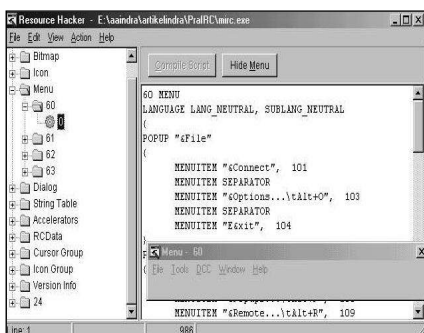 Resource Hacker - E:\aaindra\artikelindra\PraIRC\mirc.exe
File Edit View Action Help
Bitmap
Icon
Menu
60
0
61
62
63
Dialog
String Table
Accelerators
RCData
Cursor Group
Icon Group
Version Info
24
Compile Script
Hide Menu
60 MENU
LANGUAGE LANG_NEUTRAL, SUBLANG_NEUTRAL
{
POPUP "&File"
{
MENUITEM "&Connect", 101
MENUITEM SEPARATOR
MENUITEM "&Options...\tAlt+O", 103
MENUITEM SEPARATOR
MENUITEM "E&xit", 104
}
Menu - 60
File Tools DCC Window Help
MENUITEM "&Remote...\tAlt+R", 109
Line: 1
986